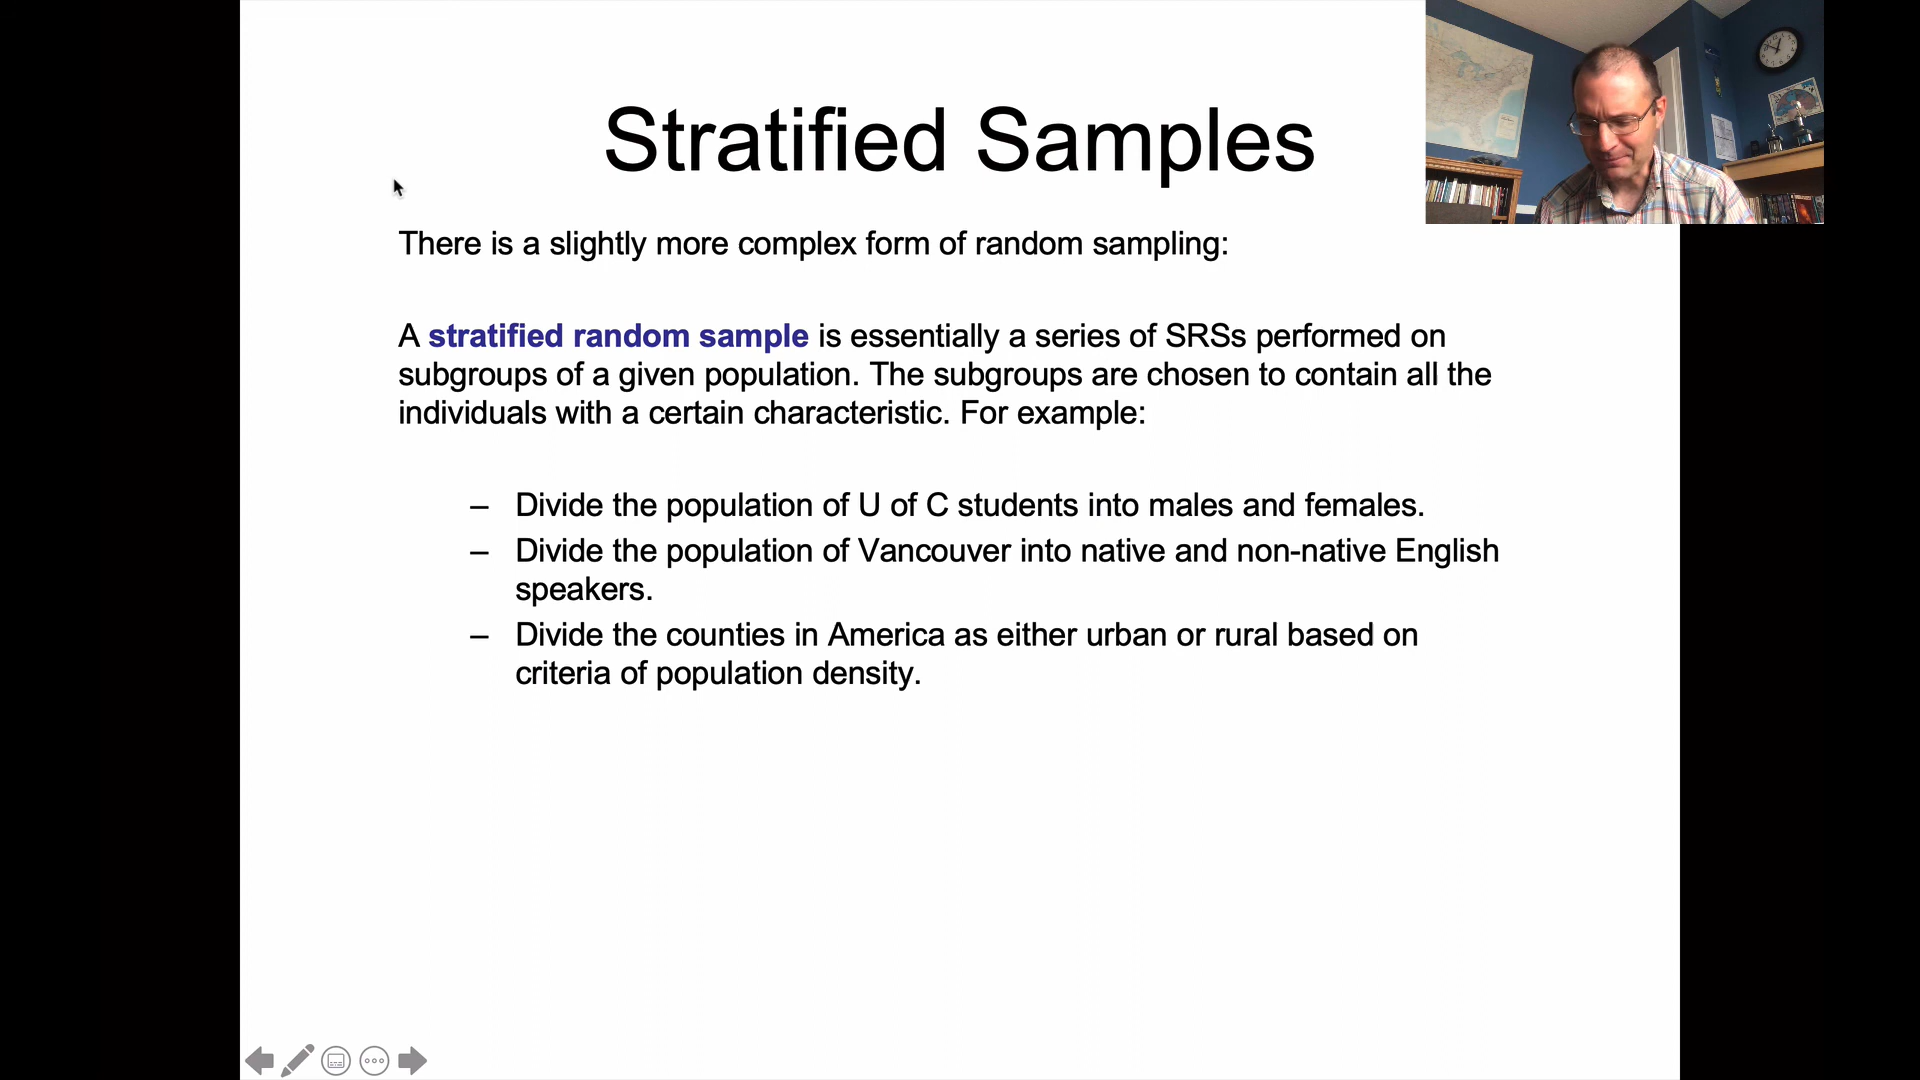 Stratified Samples
There is a slightly more complex form of random sampling:
A stratified random sample is essentially a series of SRSs performed on
subgroups of a given population. The subgroups are chosen to contain all the
individuals with a certain characteristic. For example:
– Divide the population of U of C students into males and females.
– Divide the population of Vancouver into native and non-native English
speakers.
– Divide the counties in America as either urban or rural based on
criteria of population density.